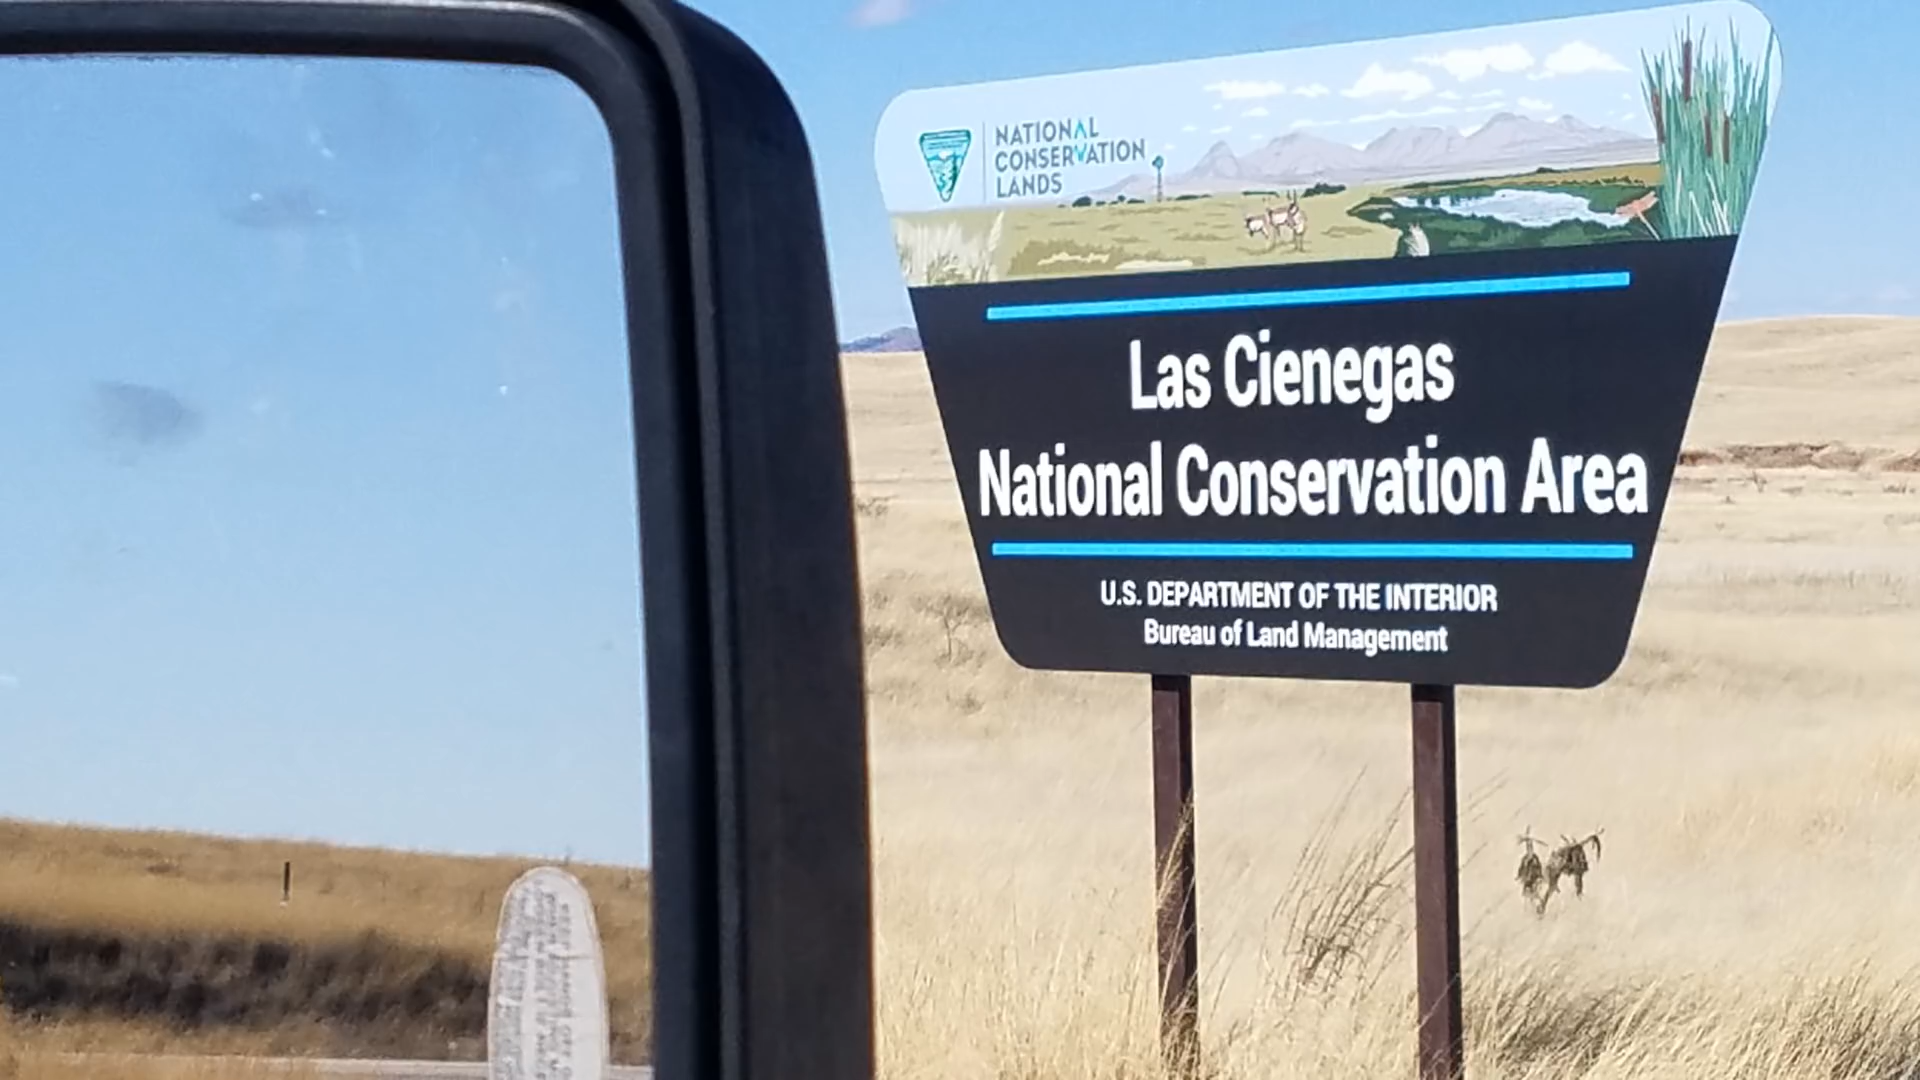 NATIONAL
CONSERVATION
LANDS
Las Cienegas
National Conservation Area
U.S. DEPARTMENT OF THE INTERIOR
Bureau of Land Management